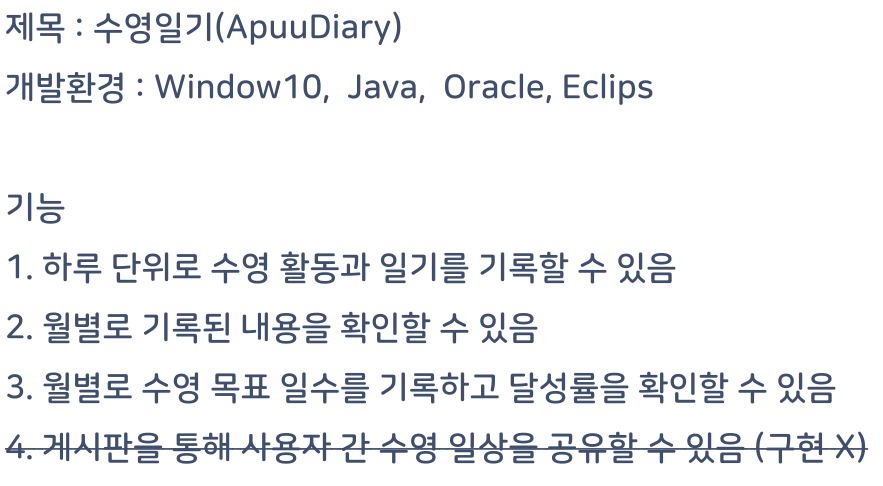 제목 : 수영일기(ApuuDiary)
개발환경 : Window10, Java, Oracle, Eclips
기능
1. 하루 단위로 수영 활동과 일기를 기록할 수 있음
2. 월별로 기록된 내용을 확인할 수 있음
3. 월별로 수영 목표 일수를 기록하고 달성률을 확인할 수 있음
4. 게시판을 통해 사용자 간 수영 일상을 공유할 수 있음 (구현 X)